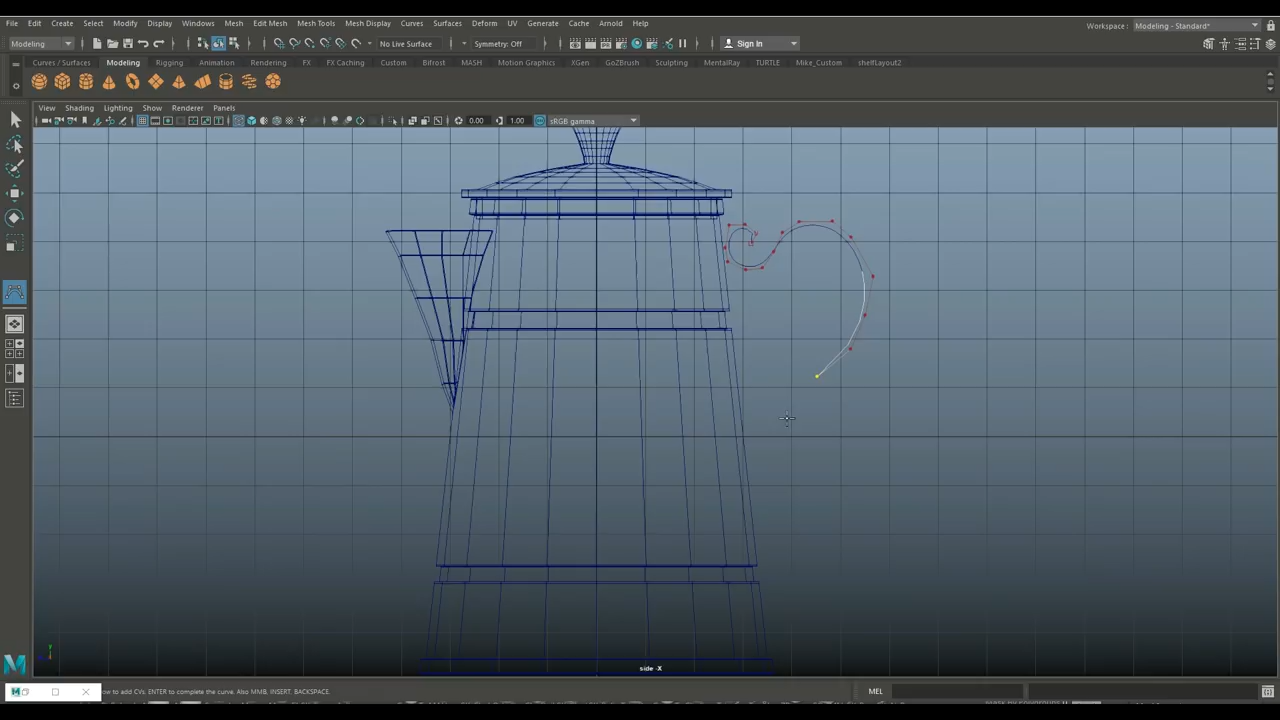 File Edit Create Select Modify Display Windows Mesh Edit Mesh Mesh Tools Mesh Display Curves Surfaces Deform UV Generate Cache Arnold Help Workspace: Modeling - Standard*
Modeling No Live Surface Symmetry: Off Sign In
Curves / Surfaces Modeling Rigging Animation Rendering FX FX Caching Custom Bifrost MASH Motion Graphics XGen GoZBrush Sculpting MentalRay TURTLE Mike_Custom shelfLayout2
View Shading Lighting Show Renderer Panels
0.00 1.00 sRGB gamma
side -X
how to add CVs. ENTER to complete the curve. Also MMB, INSERT, BACKSPACE. MEL